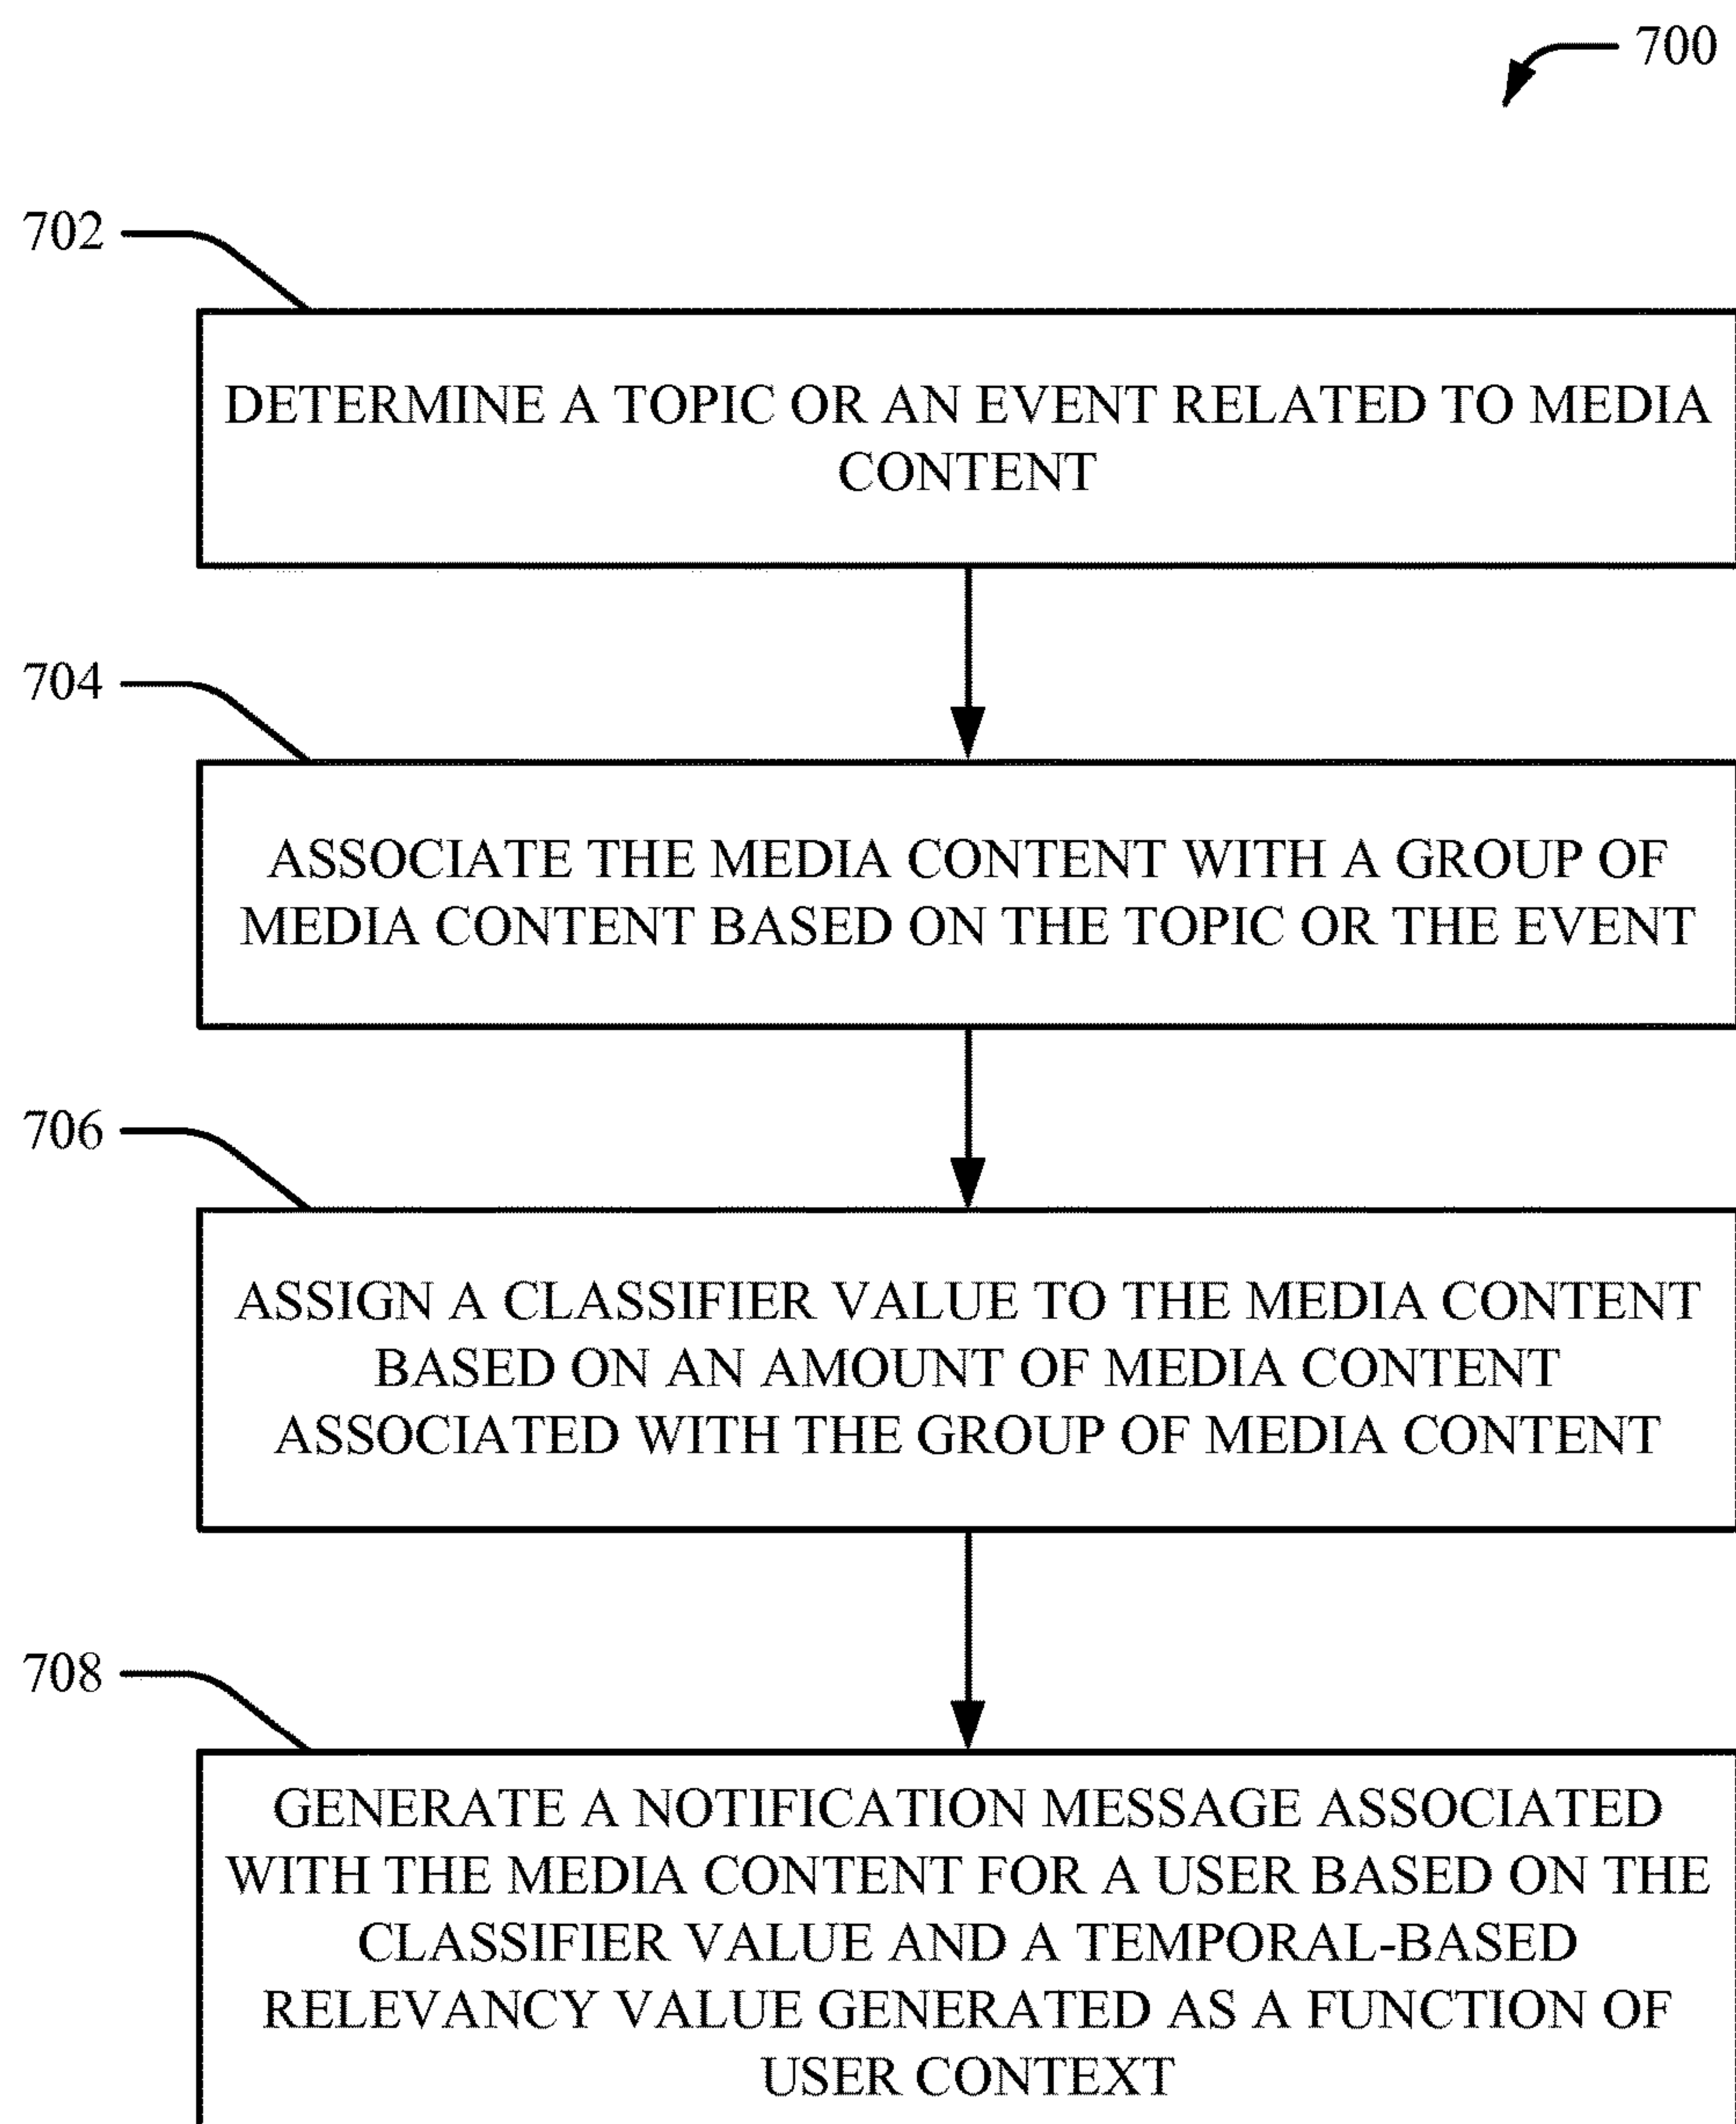 700
702
DETERMINE A TOPIC OR AN EVENT RELATED TO MEDIA
CONTENT
704
ASSOCIATE THE MEDIA CONTENT WITH A GROUP OF
MEDIA CONTENT BASED ON THE TOPIC OR THE EVENT
706
ASSIGN A CLASSIFIER VALUE TO THE MEDIA CONTENT
BASED ON AN AMOUNT OF MEDIA CONTENT
ASSOCIATED WITH THE GROUP OF MEDIA CONTENT
708
GENERATE A NOTIFICATION MESSAGE ASSOCIATED
WITH THE MEDIA CONTENT FOR A USER BASED ON THE
CLASSIFIER VALUE AND A TEMPORAL-BASED
RELEVANCY VALUE GENERATED AS A FUNCTION OF
USER CONTEXT